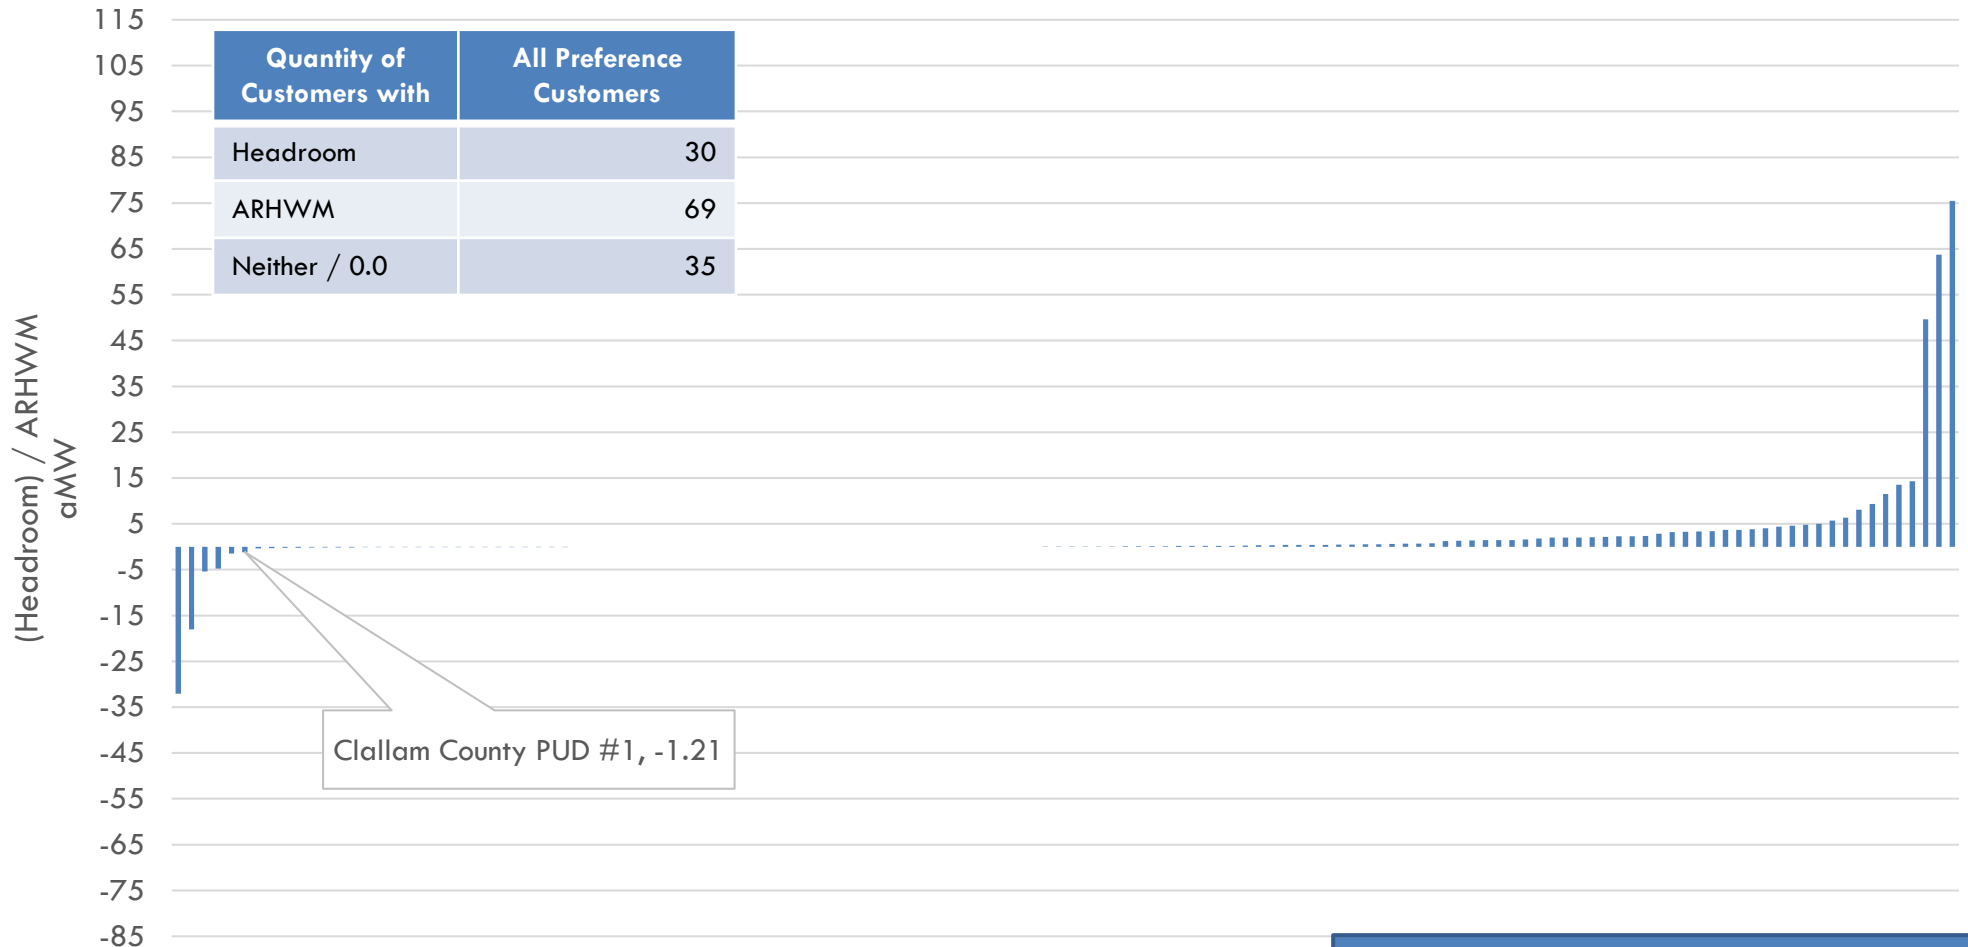 115
105
95
85
75
65
55
45
35
25
15
5
-5
-15
-25
-35
-45
-55
-65
-75
-85
(Headroom) / ARHWM
aMW
Quantity of
Customers with
All Preference
Customers
Headroom 30
ARHWM 69
Neither / 0.0 35
Clallam County PUD #1, -1.21